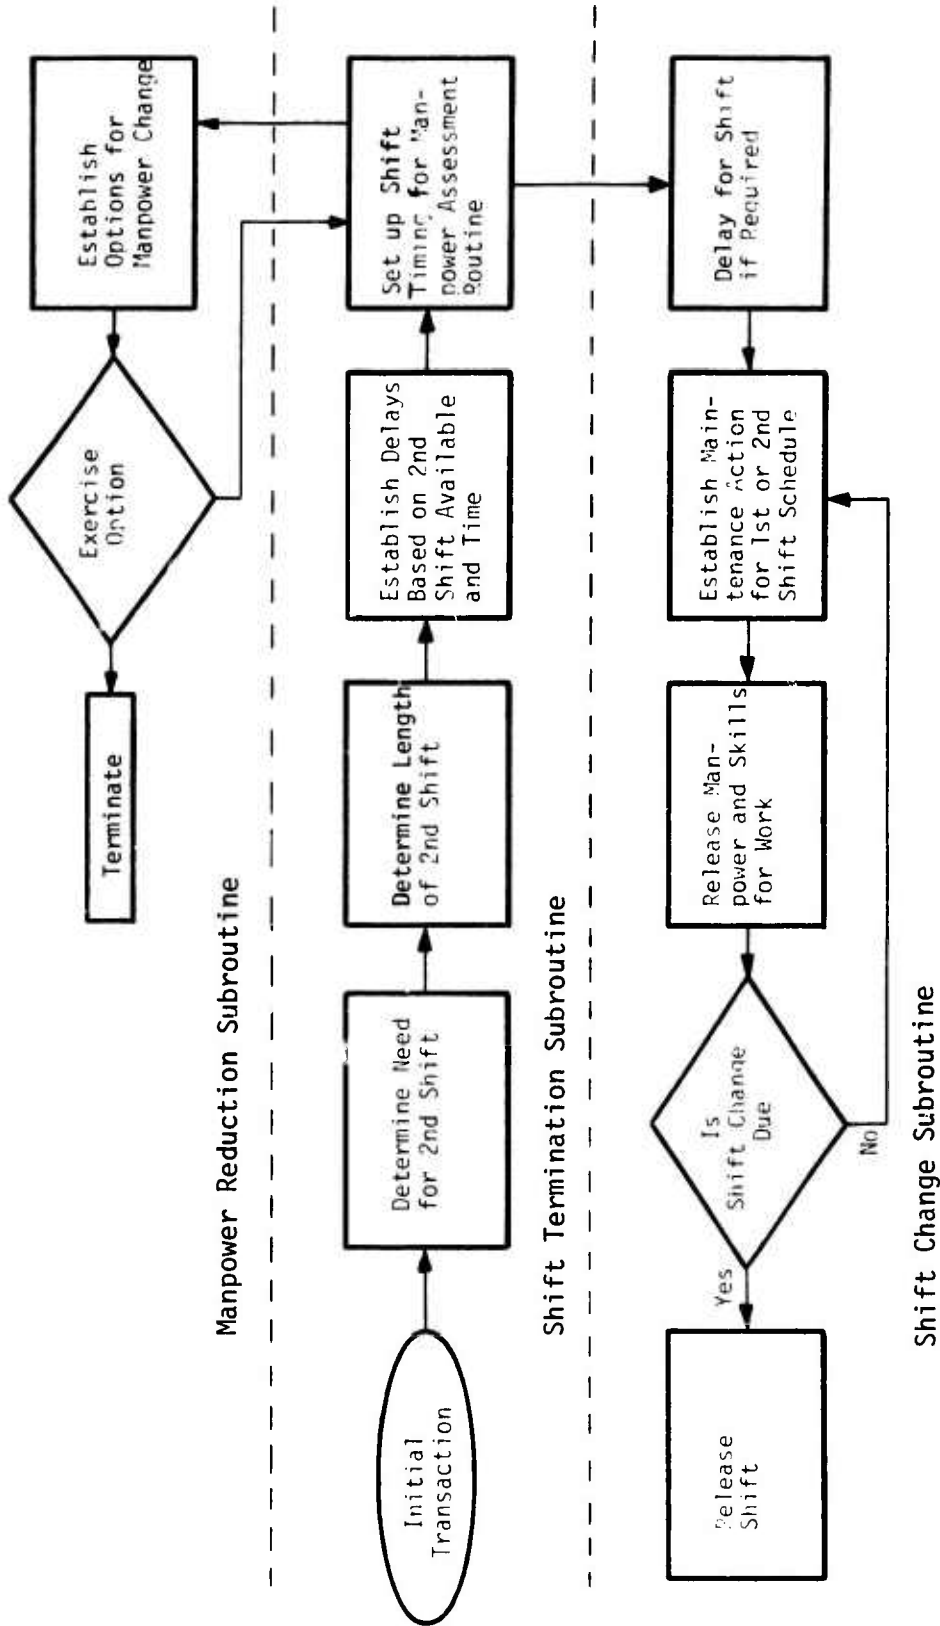 Terminate
Exercise
Option
Establish
Options for
Manpower Change
Manpower Reduction Subroutine
Initial
Transaction
Determine Need
for 2nd Shift
Determine Length
of 2nd Shift
Establish Delays
Based on 2nd
Shift Available
and Time
Set up Shift
Timing for Man-
power Assessment
Routine
Shift Termination Subroutine
Release
Shift
Yes
Is
Shift Change
Due
No
Release Man-
power and Skills
for Work
Establish Main-
tenance Action
for 1st or 2nd
Shift Schedule
Delay for Shift
if Required
Shift Change Subroutine